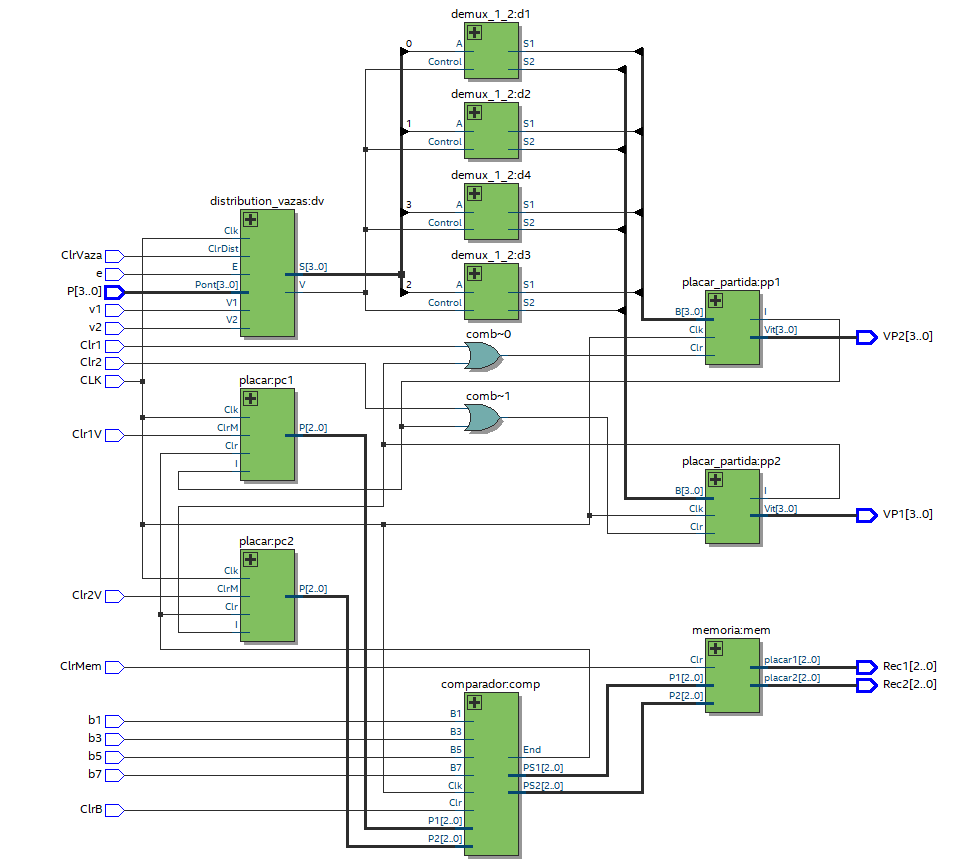 demux_1_2:d1
0
A
S1
Control
S2
demux_1_2:d2
1
A
S1
Control
S2
demux_1_2:d4
3
A
S1
Control
S2
demux_1_2:d3
2
A
S1
Control
S2
distribution_vazas:dv
Clk
ClrDist
E
Pont[3..0]
V1
V2
S[3..0]
V
ClrVaza
e
P[3..0]
v1
v2
Clr1
Clr2
CLK
comb~0
comb~1
placar_partida:pp1
B[3..0]
Clk
Clr
I
Vit[3..0]
VP2[3..0]
placar:pc1
Clk
ClrM
Clr
I
P[2..0]
Clr1V
placar_partida:pp2
B[3..0]
Clk
Clr
I
Vit[3..0]
VP1[3..0]
placar:pc2
Clk
ClrM
Clr
I
P[2..0]
Clr2V
memoria:mem
Clr
P1[2..0]
P2[2..0]
placar1[2..0]
placar2[2..0]
Rec1[2..0]
Rec2[2..0]
ClrMem
comparador:comp
B1
B3
B5
B7
Clk
Clr
P1[2..0]
P2[2..0]
End
PS1[2..0]
PS2[2..0]
b1
b3
b5
b7
ClrB